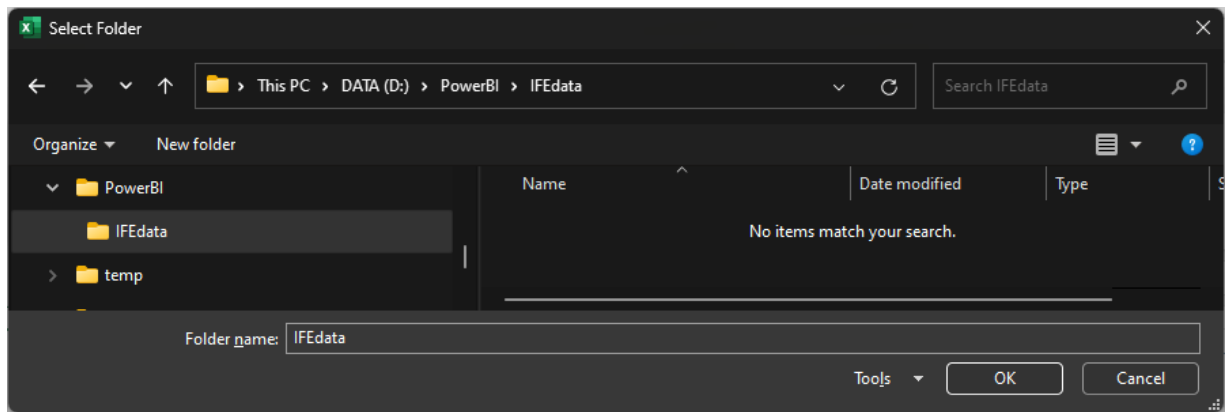 Select Folder
This PC > DATA (D:) > PowerBI > IFEdata
Search IFEdata
Organize
New folder
PowerBI
Name
Date modified
Type
S
IFEdata
No items match your search.
temp
Folder name: IFEdata
Tools
OK
Cancel